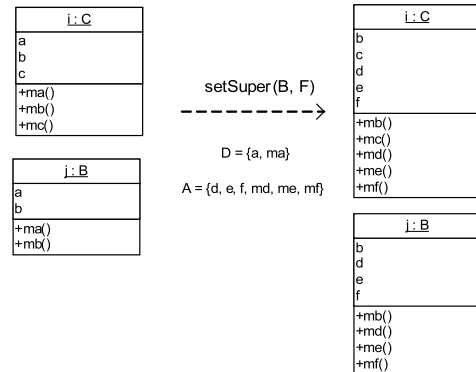 i : C
a
b
c
+ma()
+mb()
+mc()
j : B
a
b
+ma()
+mb()
setSuper(B, F)
D = {a, ma}
A = {d, e, f, md, me, mf}
i : C
b
c
d
e
f
+mb()
+mc()
+md()
+me()
+mf()
j : B
b
d
e
f
+mb()
+md()
+me()
+mf()